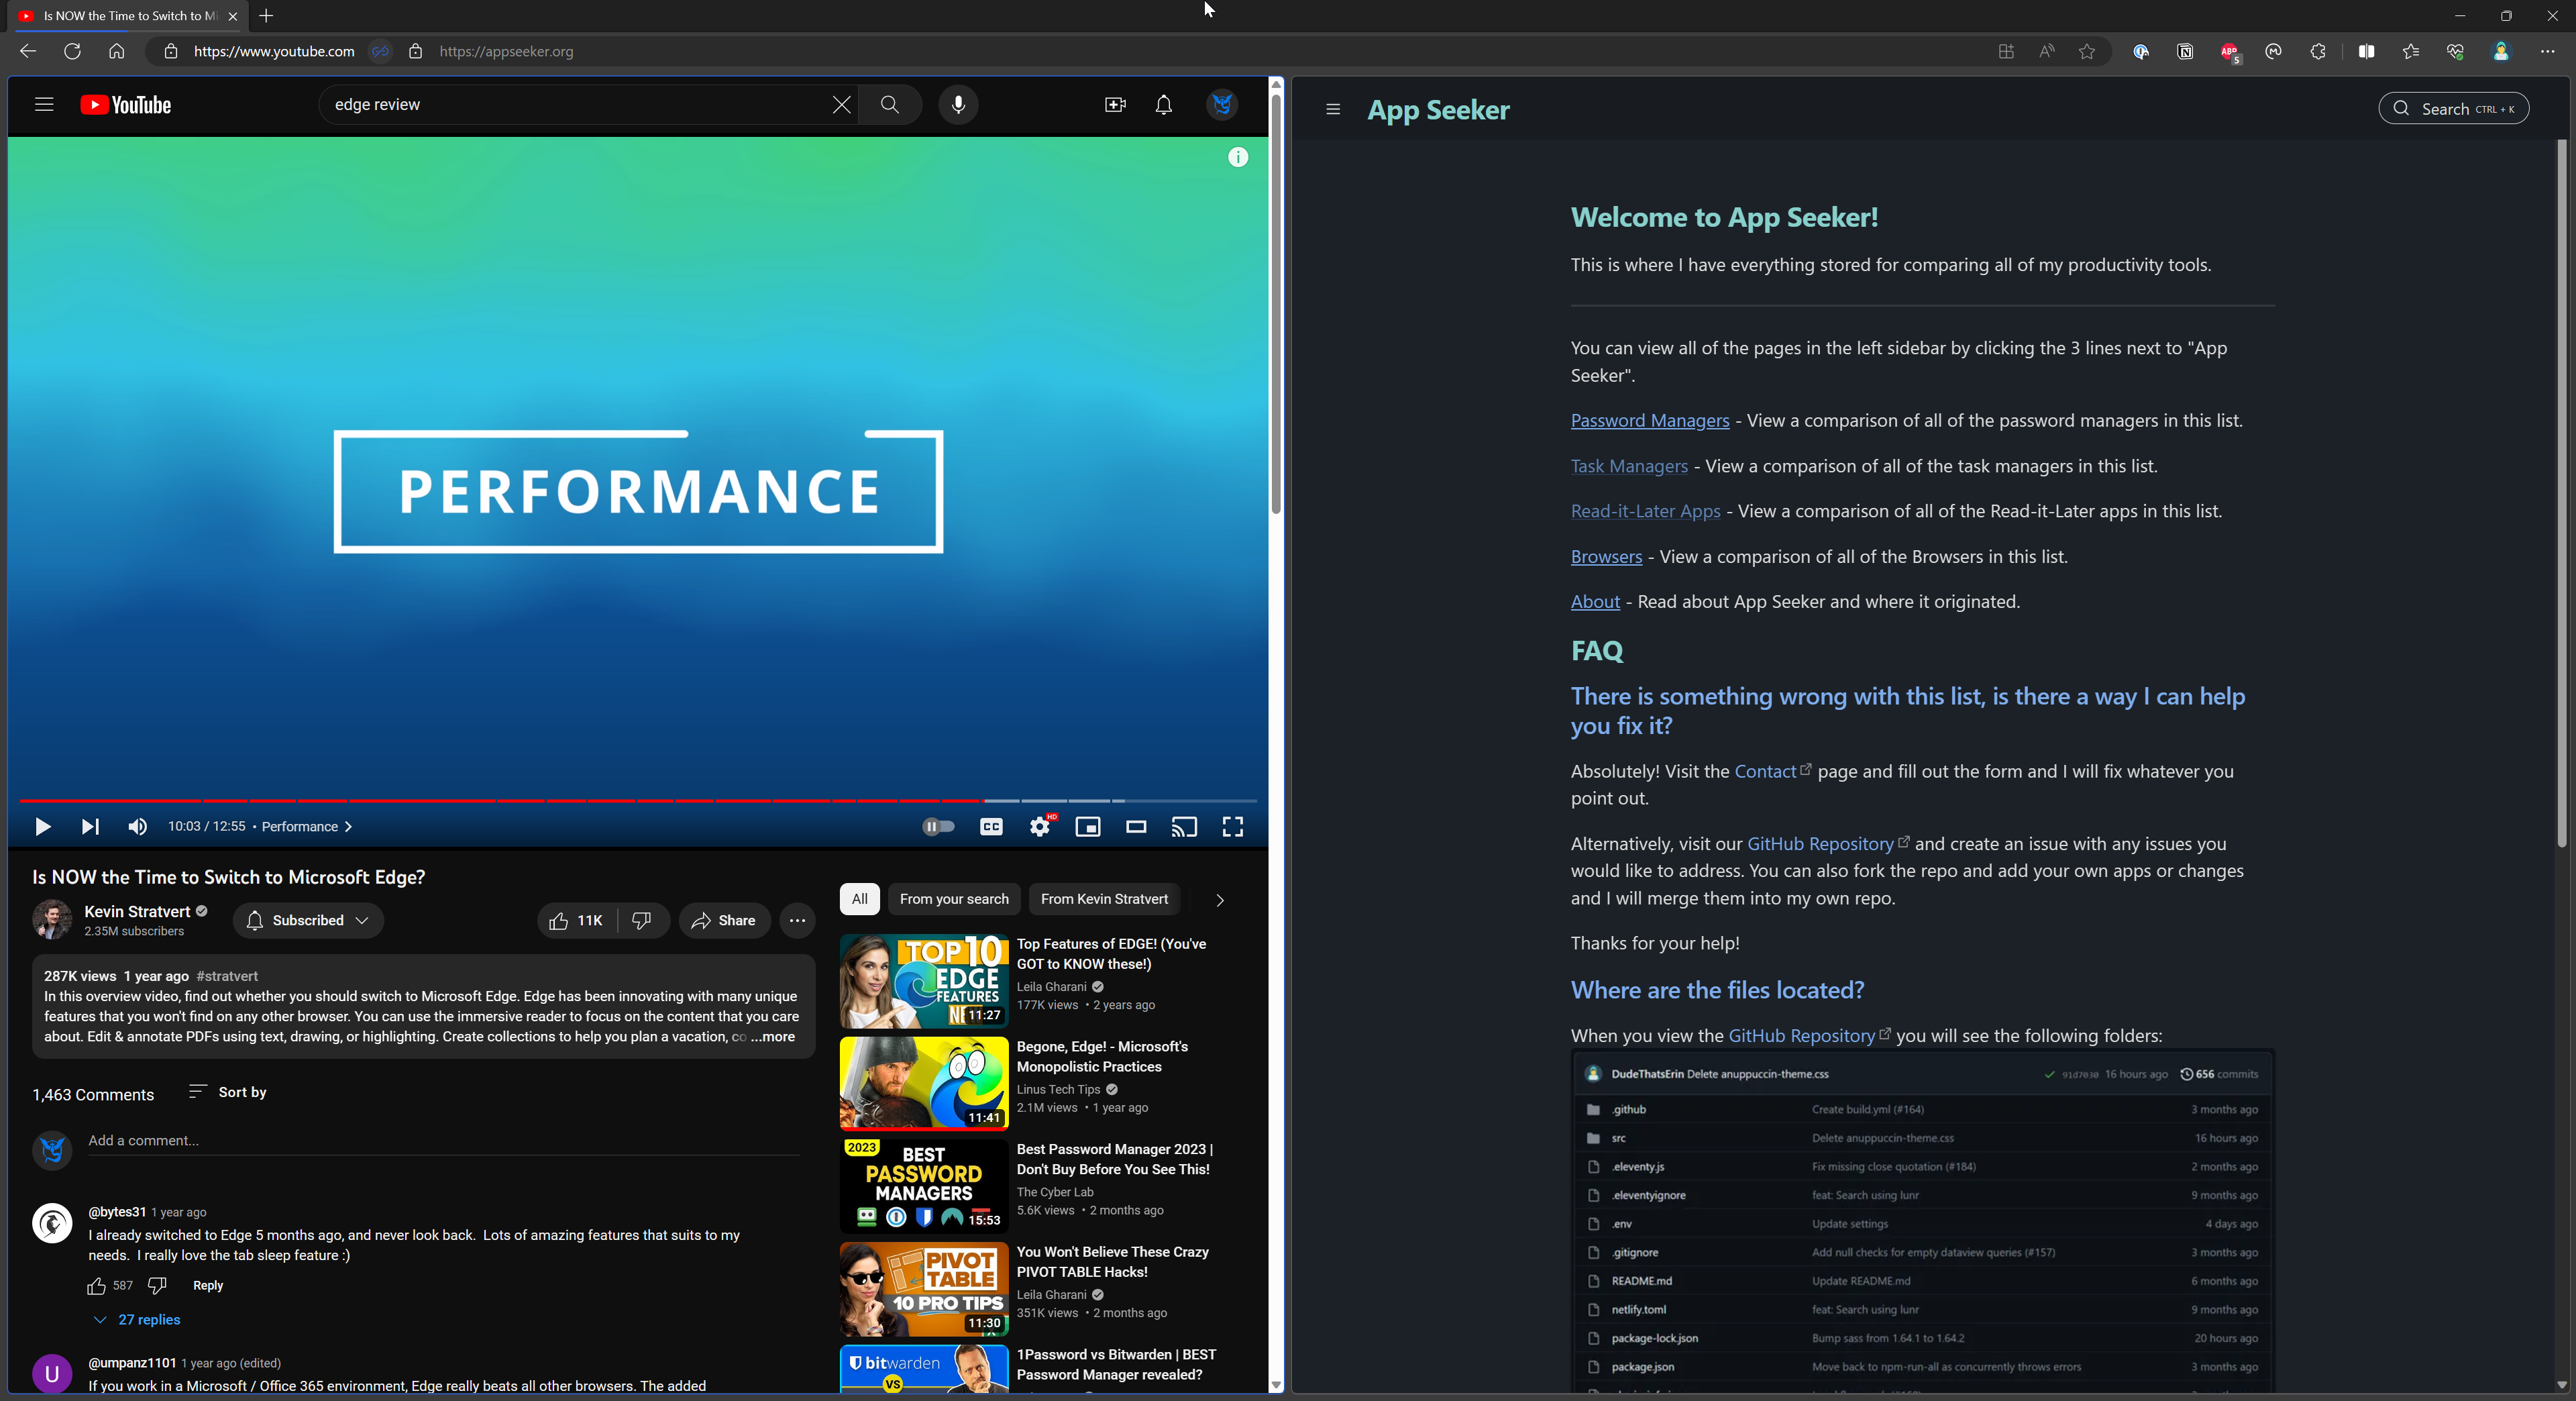 Is NOW the Time to Switch to Mi
https://www.youtube.com
https://appseeker.org
ABP
5
YouTube
edge review
PERFORMANCE
10:03 / 12:55 • Performance
CC
HD
Is NOW the Time to Switch to Microsoft Edge?
Kevin Stratvert
2.35M subscribers
Subscribed
11K
Share
287K views 1 year ago #stratvert
In this overview video, find out whether you should switch to Microsoft Edge. Edge has been innovating with many unique
features that you won't find on any other browser. You can use the immersive reader to focus on the content that you care
about. Edit & annotate PDFs using text, drawing, or highlighting. Create collections to help you plan a vacation, co ...more
1,463 Comments
Sort by
Add a comment...
@bytes31 1 year ago
I already switched to Edge 5 months ago, and never look back. Lots of amazing features that suits to my
needs. I really love the tab sleep feature :)
587
Reply
27 replies
U
@umpanz1101 1 year ago (edited)
If you work in a Microsoft / Office 365 environment, Edge really beats all other browsers. The added
All
From your search
From Kevin Stratvert
TOP 10
EDGE
FEATURES
11:27
Top Features of EDGE! (You've
GOT to KNOW these!)
Leila Gharani
177K views • 2 years ago
11:41
Begone, Edge! - Microsoft's
Monopolistic Practices
Linus Tech Tips
2.1M views • 1 year ago
2023
BEST
PASSWORD
MANAGERS
15:53
Best Password Manager 2023 |
Don't Buy Before You See This!
The Cyber Lab
5.6K views • 2 months ago
PIVOT
TABLE
10 PRO TIPS
11:30
You Won't Believe These Crazy
PIVOT TABLE Hacks!
Leila Gharani
351K views • 2 months ago
bitwarden
VS
1Password vs Bitwarden | BEST
Password Manager revealed?
App Seeker
Search CTRL + K
Welcome to App Seeker!
This is where I have everything stored for comparing all of my productivity tools.
You can view all of the pages in the left sidebar by clicking the 3 lines next to "App
Seeker".
Password Managers - View a comparison of all of the password managers in this list.
Task Managers - View a comparison of all of the task managers in this list.
Read-it-Later Apps - View a comparison of all of the Read-it-Later apps in this list.
Browsers - View a comparison of all of the Browsers in this list.
About - Read about App Seeker and where it originated.
FAQ
There is something wrong with this list, is there a way I can help
you fix it?
Absolutely! Visit the Contact page and fill out the form and I will fix whatever you
point out.
Alternatively, visit our GitHub Repository and create an issue with any issues you
would like to address. You can also fork the repo and add your own apps or changes
and I will merge them into my own repo.
Thanks for your help!
Where are the files located?
When you view the GitHub Repository you will see the following folders:
DudeThatsErin Delete anuppuccin-theme.css 91d7030 16 hours ago 656 commits
.github Create build.yml (#164) 3 months ago
src Delete anuppuccin-theme.css 16 hours ago
.eleventy.js Fix missing close quotation (#184) 2 months ago
.eleventyignore feat: Search using lunr 9 months ago
.env Update settings 4 days ago
.gitignore Add null checks for empty dataview queries (#157) 3 months ago
README.md Update README.md 6 months ago
netlify.toml feat: Search using lunr 9 months ago
package-lock.json Bump sass from 1.64.1 to 1.64.2 20 hours ago
package.json Move back to npm-run-all as concurrently throws errors 3 months ago